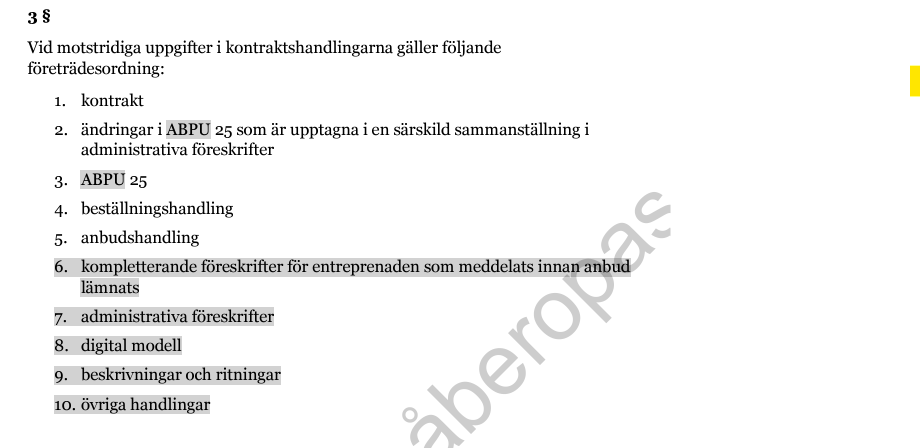 3 §
Vid motstridiga uppgifter i kontraktshandlingarna gäller följande
företrädesordning:
1. kontrakt
2. ändringar i ABPU 25 som är upptagna i en särskild sammanställning i
administrativa föreskrifter
3. ABPU 25
4. beställningshandling
5. anbudshandling
6. kompletterande föreskrifter för entreprenaden som meddelats innan anbud
lämnats
7. administrativa föreskrifter
8. digital modell
9. beskrivningar och ritningar
10. övriga handlingar
åberopas